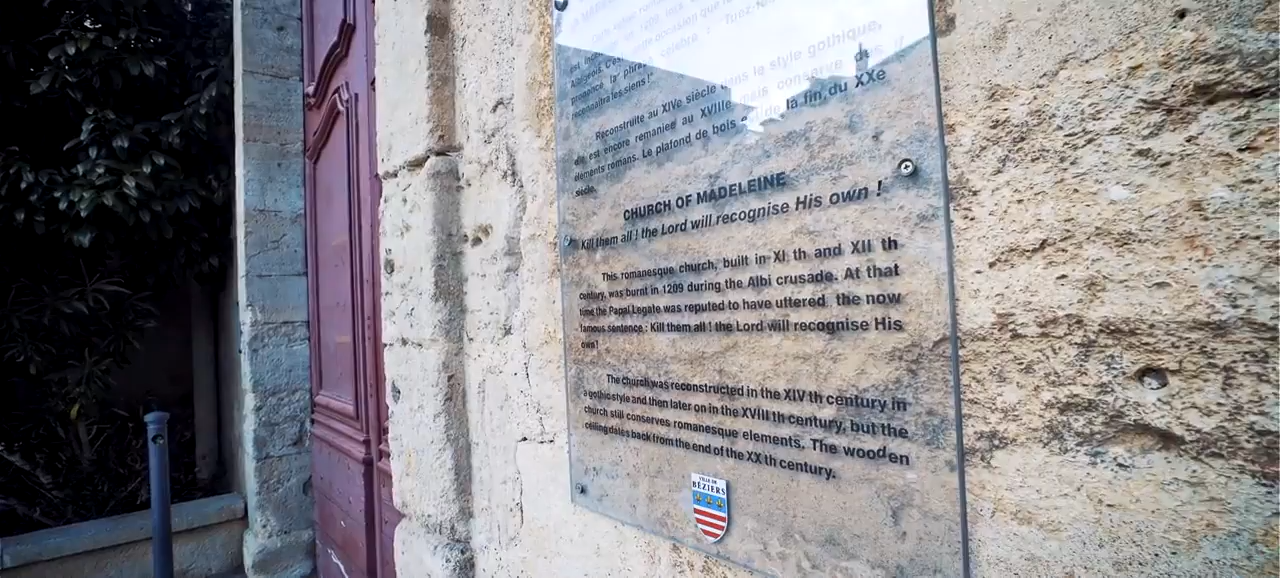 Reconstruite au XIVe siècle dans le style gothique,
elle est encore remaniée au XVIIIe, mais conserve de
éléments romans. Le plafond de bois de la fin du XXe
siècle.
CHURCH OF MADELEINE
Kill them all ! the Lord will recognise His own !
This romanesque church, built in XI th and XII th
century, was burnt in 1209 during the Albi crusade. At that
time the Papal Legate was reputed to have uttered the now
famous sentence : Kill them all ! the Lord will recognise His
own !
The church was reconstructed in the XIV th century in
a gothic style and then later on in the XVIII th century, but the
church still conserves romanesque elements. The wooden
ceiling dates back from the end of the XX th century.
VILLE DE
BÉZIERS